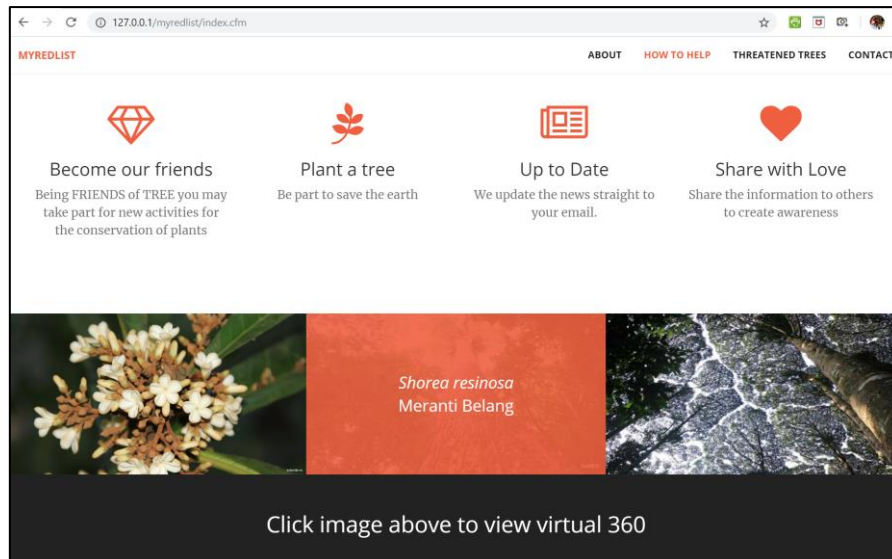 127.0.0.1/myredlist/index.cfm
MYREDLIST
ABOUT HOW TO HELP THREATENED TREES CONTACT
Become our friends
Being FRIENDS of TREE you may
take part for new activities for
the conservation of plants
Plant a tree
Be part to save the earth
Up to Date
We update the news straight to
your email.
Share with Love
Share the information to others
to create awareness
Shorea resinosa
Meranti Belang
Click image above to view virtual 360